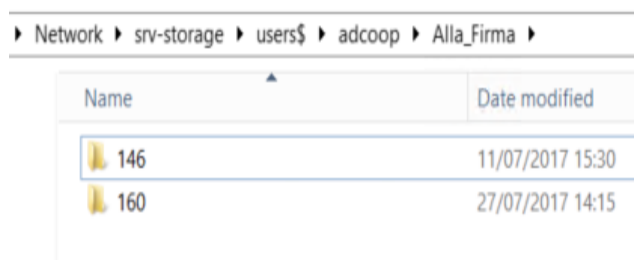 Network srv-storage users$ adcoop Alla_Firma
Name Date modified
146 11/07/2017 15:30
160 27/07/2017 14:15